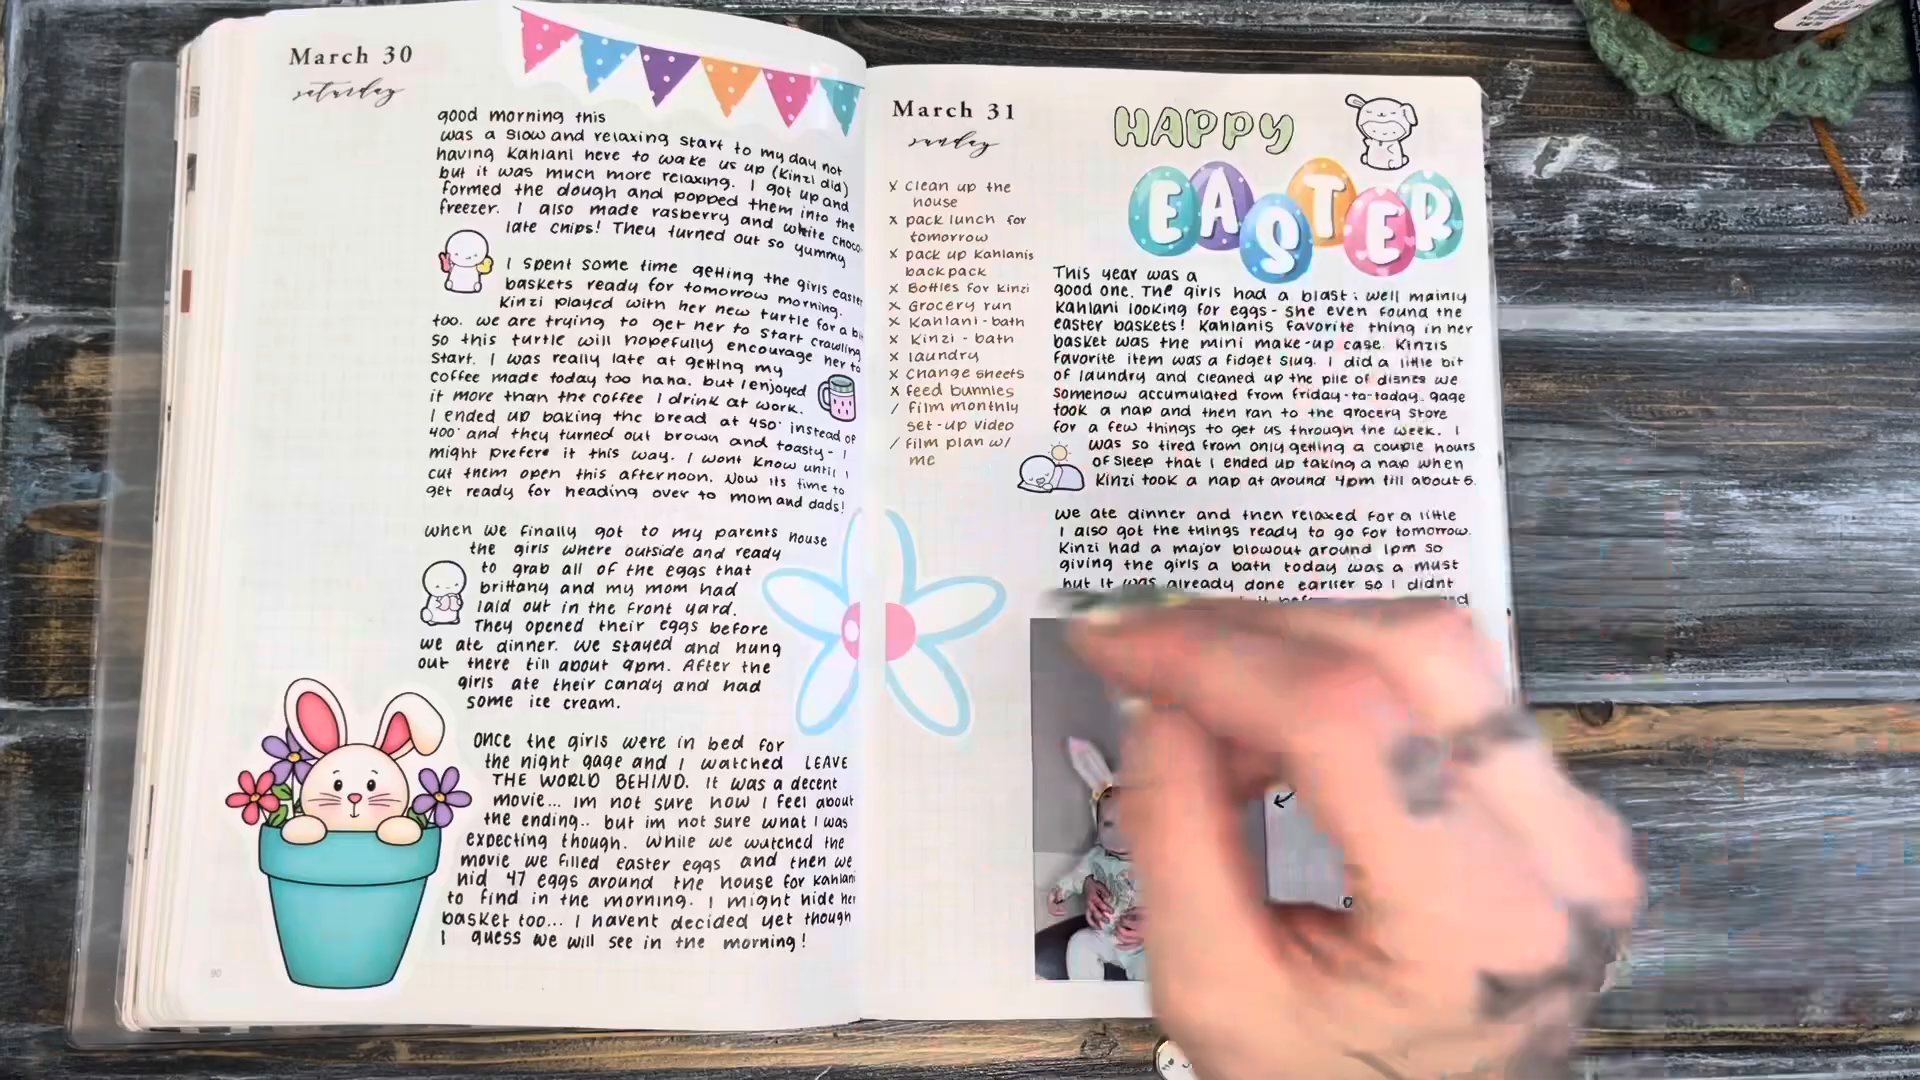 March 30
saturday
good morning this
was a slow and relaxing start to my day not
having Kahlani here to wake us up (Kinzi did)
but it was much more relaxing. I got up and
formed the dough and popped them into the
freezer. I also made rasberry and white choco-
late chips! They turned out so yummy
I spent some time getting the girls easter
baskets ready for tomorrow morning.
Kinzi played with her new turtle for a bit
too. we are trying to get her to start crawling
so this turtle will hopefully encourage her to
start. I was really late at getting my
coffee made today too haha. but I enjoyed
it more than the coffee I drink at work.
I ended up baking the bread at 450° instead of
400° and they turned out brown and toasty - I
might prefere it this way. I wont know until I
cut them open this afternoon. Now its time to
get ready for heading over to mom and dads!
when we finally got to my parents house
the girls where outside and ready
to grab all of the eggs that
brittany and my mom had
laid out in the front yard.
They opened their eggs before
we ate dinner. we stayed and hung
out there till about 9pm. After the
girls ate their candy and had
some ice cream.
Once the girls were in bed for
the night gage and I watched LEAVE
THE WORLD BEHIND. It was a decent
movie... im not sure how I feel about
the ending.. but im not sure what I was
expecting though. While we watched the
movie we filled easter eggs and then we
hid 47 eggs around the house for Kahlani
to find in the morning. I might hide her
basket too... I havent decided yet though
I guess we will see in the morning!
90
March 31
sunday
x clean up the
house
x pack lunch for
tomorrow
x pack up Kahlanis
backpack
x Bottles for Kinzi
x Grocery run
x Kahlani - bath
x Kinzi - bath
x laundry
x change sheets
x feed bunnies
/ film monthly
set-up video
/ film plan w/
me
HAPPY
EASTER
This year was a
good one. The girls had a blast; well mainly
Kahlani looking for eggs - she even found the
easter baskets! Kahlanis favorite thing in her
basket was the mini make-up case. Kinzis
favorite item was a fidget slug. I did a little bit
of laundry and cleaned up the pile of dishes we
somehow accumulated from friday-to-today. gage
took a nap and then ran to the grocery store
for a few things to get us through the week. I
was so tired from only getting a couple hours
of sleep that I ended up taking a nap when
Kinzi took a nap at around 4pm till about 5.
we ate dinner and then relaxed for a little
I also got the things ready to go for tomorrow.
Kinzi had a major blowout around 1pm so
giving the girls a bath today was a must
but it was already done earlier so I didnt